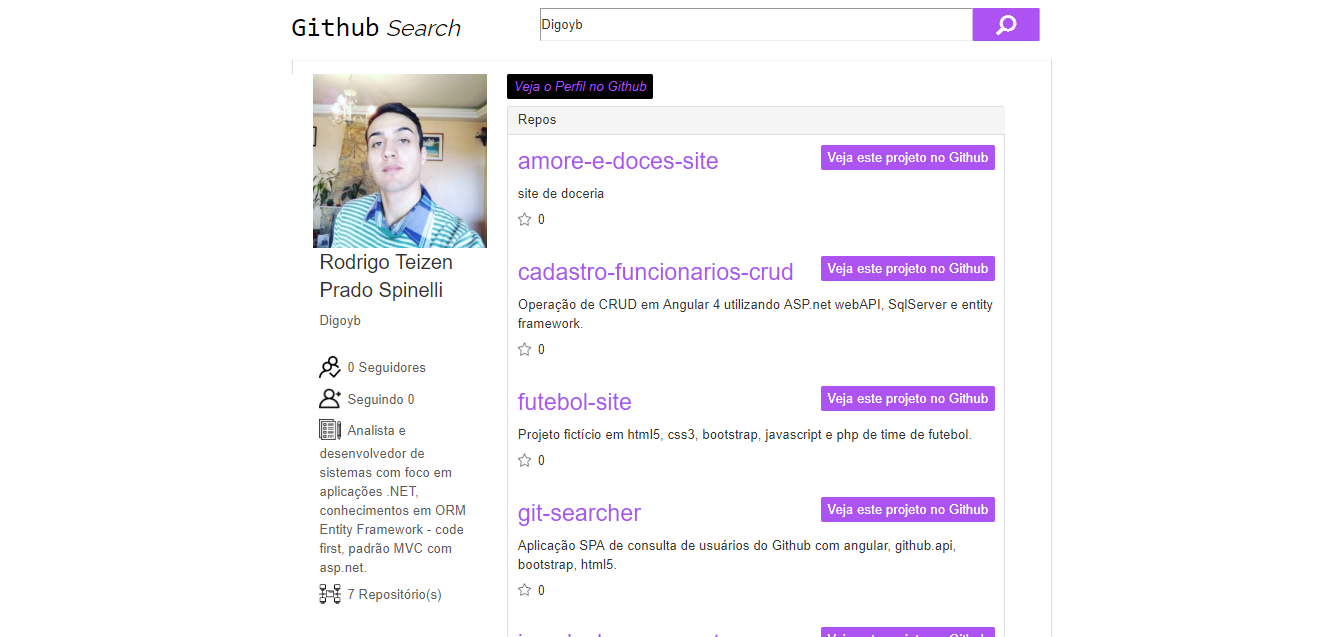 Github Search
Digoyb
Rodrigo Teizen
Prado Spinelli
Digoyb
0 Seguidores
Seguindo 0
Analista e
desenvolvedor de
sistemas com foco em
aplicações .NET,
conhecimentos em ORM
Entity Framework - code
first, padrão MVC com
asp.net.
7 Repositório(s)
Veja o Perfil no Github
Repos
amore-e-doces-site
Veja este projeto no Github
site de doceria
0
cadastro-funcionarios-crud
Veja este projeto no Github
Operação de CRUD em Angular 4 utilizando ASP.net webAPI, SqlServer e entity
framework.
0
futebol-site
Veja este projeto no Github
Projeto fictício em html5, css3, bootstrap, javascript e php de time de futebol.
0
git-searcher
Veja este projeto no Github
Aplicação SPA de consulta de usuários do Github com angular, github.api,
bootstrap, html5.
0
Veja este projeto no Github